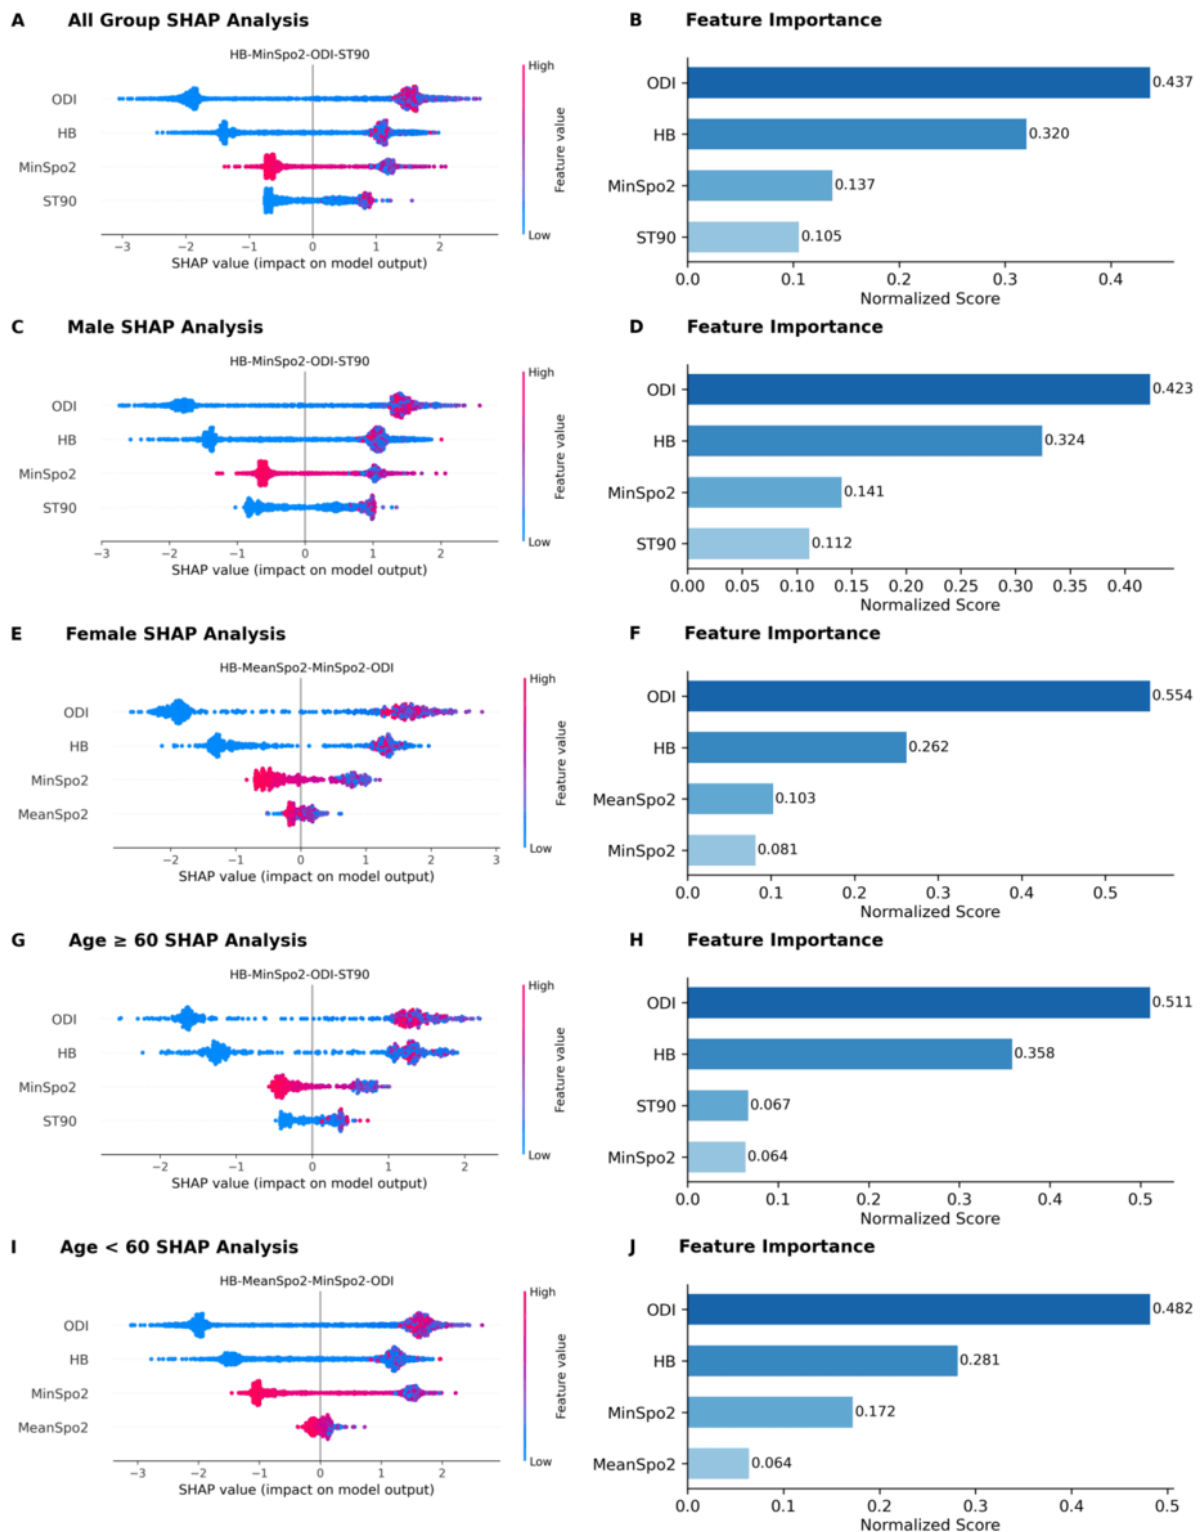 A All Group SHAP Analysis
HB-MinSpo2-ODI-ST90
High
ODI
HB
MinSpo2
ST90
Feature value
Low
−3 −2 −1 0 1 2
SHAP value (impact on model output)
B Feature Importance
ODI 0.437
HB 0.320
MinSpo2 0.137
ST90 0.105
0.0 0.1 0.2 0.3 0.4
Normalized Score
C Male SHAP Analysis
HB-MinSpo2-ODI-ST90
High
ODI
HB
MinSpo2
ST90
Feature value
Low
−3 −2 −1 0 1 2
SHAP value (impact on model output)
D Feature Importance
ODI 0.423
HB 0.324
MinSpo2 0.141
ST90 0.112
0.00 0.05 0.10 0.15 0.20 0.25 0.30 0.35 0.40
Normalized Score
E Female SHAP Analysis
HB-MeanSpo2-MinSpo2-ODI
High
ODI
HB
MinSpo2
MeanSpo2
Feature value
Low
−2 −1 0 1 2 3
SHAP value (impact on model output)
F Feature Importance
ODI 0.554
HB 0.262
MeanSpo2 0.103
MinSpo2 0.081
0.0 0.1 0.2 0.3 0.4 0.5
Normalized Score
G Age ≥ 60 SHAP Analysis
HB-MinSpo2-ODI-ST90
High
ODI
HB
MinSpo2
ST90
Feature value
Low
−2 −1 0 1 2
SHAP value (impact on model output)
H Feature Importance
ODI 0.511
HB 0.358
ST90 0.067
MinSpo2 0.064
0.0 0.1 0.2 0.3 0.4 0.5
Normalized Score
I Age < 60 SHAP Analysis
HB-MeanSpo2-MinSpo2-ODI
High
ODI
HB
MinSpo2
MeanSpo2
Feature value
Low
−3 −2 −1 0 1 2
SHAP value (impact on model output)
J Feature Importance
ODI 0.482
HB 0.281
MinSpo2 0.172
MeanSpo2 0.064
0.0 0.1 0.2 0.3 0.4 0.5
Normalized Score